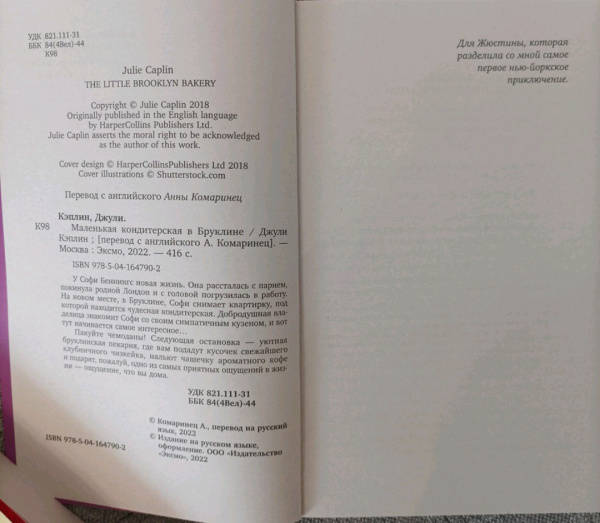 УДК 821.111-31
ББК 84(4Вел)-44
К98
Julie Caplin
THE LITTLE BROOKLYN BAKERY
Copyright © Julie Caplin 2018
Originally published in the English language
by HarperCollins Publishers Ltd.
Julie Caplin asserts the moral right to be acknowledged
as the author of this work.
Cover design © HarperCollinsPublishers Ltd 2018
Cover illustrations © Shutterstock.com
Перевод с английского Анны Комаринец
Кэплин, Джули.
К98 Маленькая кондитерская в Бруклине / Джули
Кэплин ; [перевод с английского А. Комаринец]. —
Москва : Эксмо, 2022. — 416 с.
ISBN 978-5-04-164790-2
У Софи Беннингс новая жизнь. Она рассталась с парнем,
покинула родной Лондон и с головой погрузилась в работу.
На новом месте, в Бруклине, Софи снимает квартирку, под
которой находится чудесная кондитерская. Добродушная вла-
делица знакомит Софи со своим симпатичным кузеном, и вот
тут начинается самое интересное…
Пакуйте чемоданы! Следующая остановка — уютная
бруклинская пекарня, где вам подадут кусочек свежайшего
клубничного чизкейка, нальют чашечку ароматного кофе
и подарят, пожалуй, одно из самых приятных ощущений в жиз-
ни — ощущение, что вы дома.
УДК 821.111-31
ББК 84(4Вел)-44
© Комаринец А., перевод на русский
язык, 2022
© Издание на русском языке,
оформление. ООО «Издательство
«Эксмо», 2022
ISBN 978-5-04-164790-2
Для Жюстины, которая
разделила со мной самое
первое нью-йоркское
приключение.